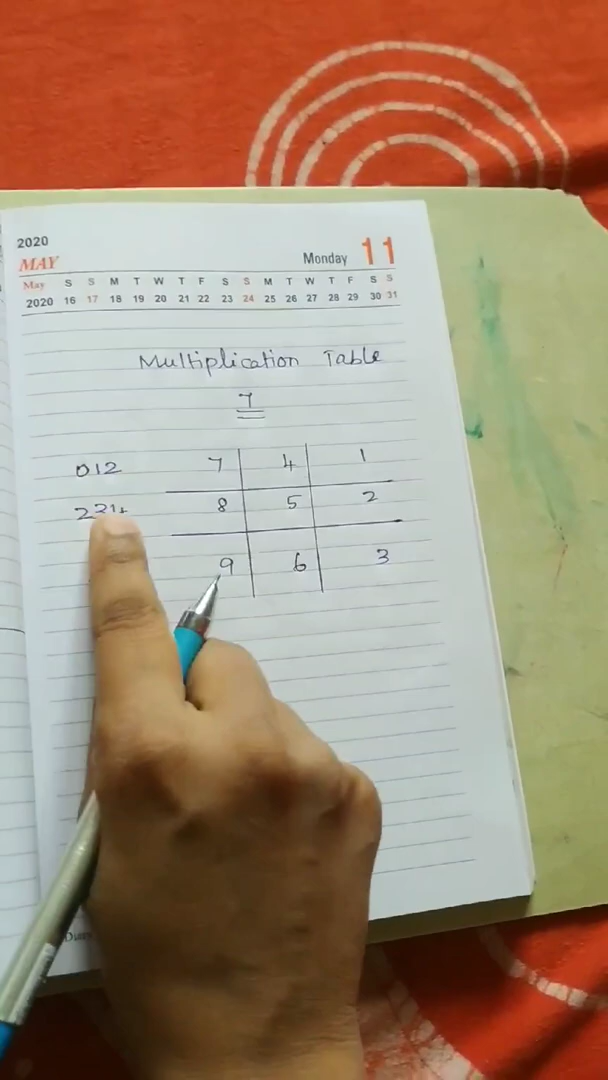 2020
MAY
Monday 11
May S S M T W T F S S M T W T F S S
2020 16 17 18 19 20 21 22 23 24 25 26 27 28 29 30 31
Multiplication Table
7
012 7 4 1
234 8 5 2
9 6 3